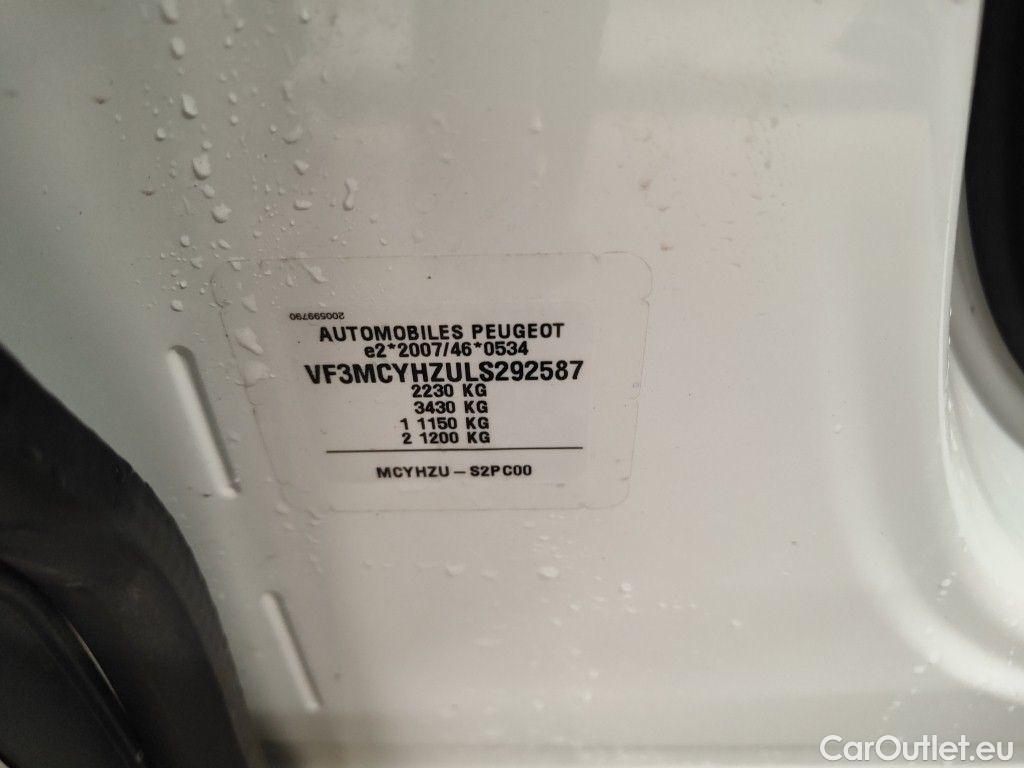 200599790
AUTOMOBILES PEUGEOT
e2*2007/46*0534
VF3MCYHZULS292587
2230 KG
3430 KG
1 1150 KG
2 1200 KG
MCYHZU – S2PC00
CarOutlet.eu